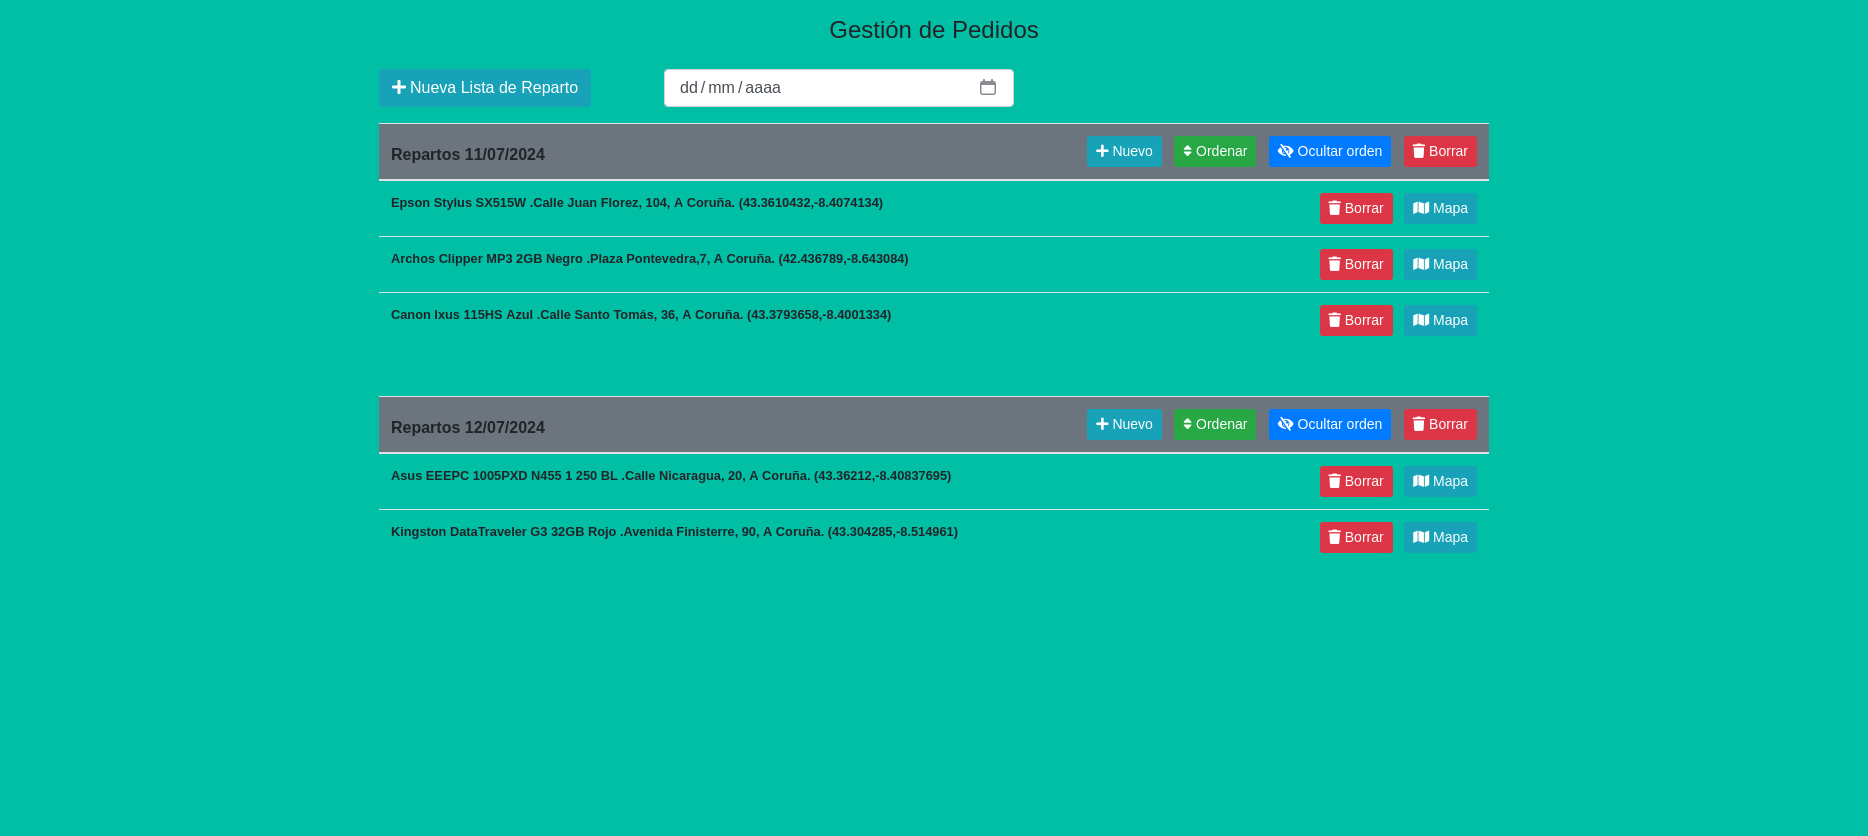 Gestión de Pedidos
Nueva Lista de Reparto dd/mm/aaaa
Repartos 11/07/2024 Nuevo Ordenar Ocultar orden Borrar
Epson Stylus SX515W .Calle Juan Florez, 104, A Coruña. (43.3610432,-8.4074134) Borrar Mapa
Archos Clipper MP3 2GB Negro .Plaza Pontevedra,7, A Coruña. (42.436789,-8.643084) Borrar Mapa
Canon Ixus 115HS Azul .Calle Santo Tomás, 36, A Coruña. (43.3793658,-8.4001334) Borrar Mapa
Repartos 12/07/2024 Nuevo Ordenar Ocultar orden Borrar
Asus EEEPC 1005PXD N455 1 250 BL .Calle Nicaragua, 20, A Coruña. (43.36212,-8.40837695) Borrar Mapa
Kingston DataTraveler G3 32GB Rojo .Avenida Finisterre, 90, A Coruña. (43.304285,-8.514961) Borrar Mapa